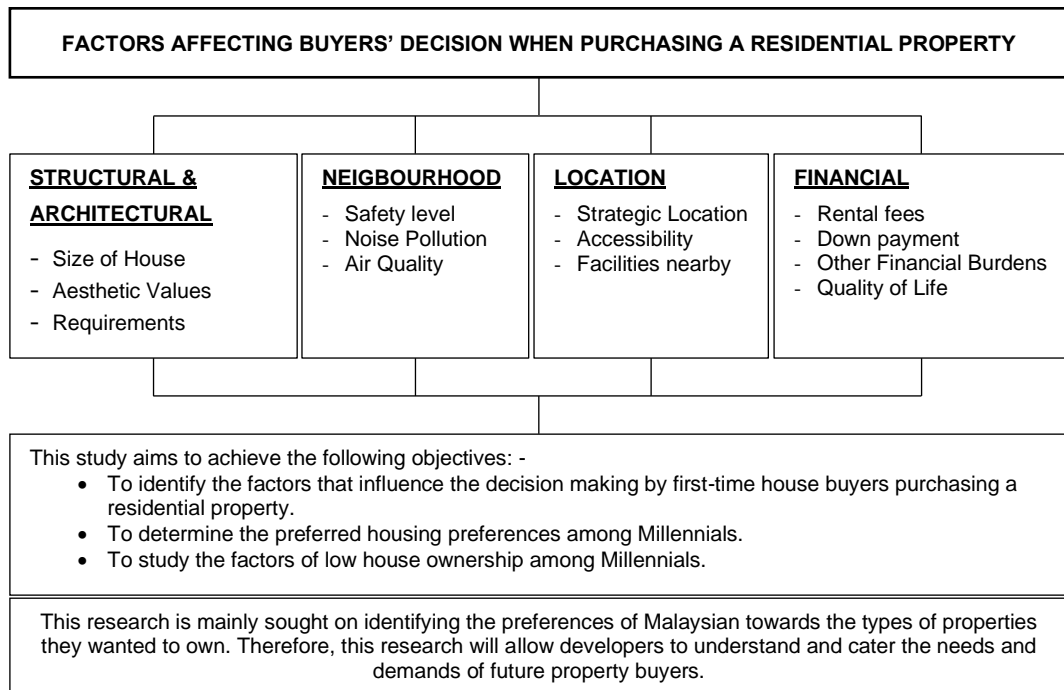 FACTORS AFFECTING BUYERS’ DECISION WHEN PURCHASING A RESIDENTIAL PROPERTY
STRUCTURAL &
ARCHITECTURAL
- Size of House
- Aesthetic Values
- Requirements
NEIGBOURHOOD
- Safety level
- Noise Pollution
- Air Quality
LOCATION
- Strategic Location
- Accessibility
- Facilities nearby
FINANCIAL
- Rental fees
- Down payment
- Other Financial Burdens
- Quality of Life
This study aims to achieve the following objectives: -
• To identify the factors that influence the decision making by first-time house buyers purchasing a
residential property.
• To determine the preferred housing preferences among Millennials.
• To study the factors of low house ownership among Millennials.
This research is mainly sought on identifying the preferences of Malaysian towards the types of properties
they wanted to own. Therefore, this research will allow developers to understand and cater the needs and
demands of future property buyers.